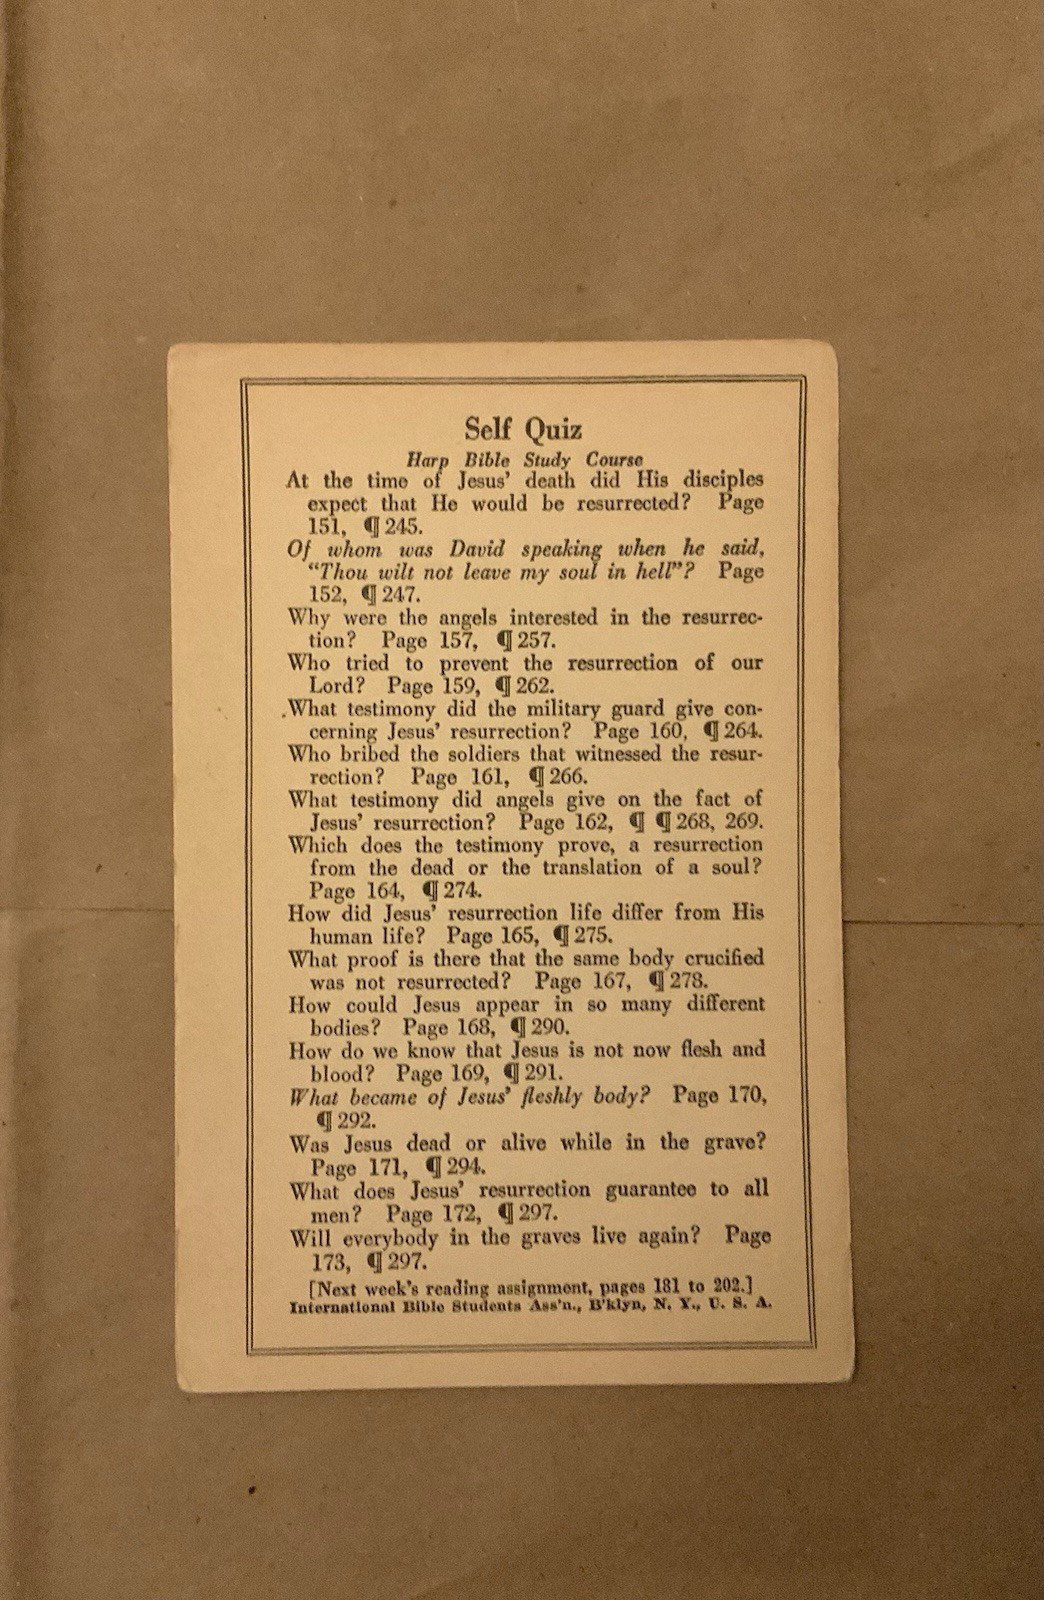 Self Quiz
Harp Bible Study Course
At the time of Jesus' death did His disciples
expect that He would be resurrected? Page
151, ¶ 245.
Of whom was David speaking when he said,
"Thou wilt not leave my soul in hell"? Page
152, ¶ 247.
Why were the angels interested in the resurrec-
tion? Page 157, ¶ 257.
Who tried to prevent the resurrection of our
Lord? Page 159, ¶ 262.
What testimony did the military guard give con-
cerning Jesus' resurrection? Page 160, ¶ 264.
Who bribed the soldiers that witnessed the resur-
rection? Page 161, ¶ 266.
What testimony did angels give on the fact of
Jesus' resurrection? Page 162, ¶ ¶ 268, 269.
Which does the testimony prove, a resurrection
from the dead or the translation of a soul?
Page 164, ¶ 274.
How did Jesus' resurrection life differ from His
human life? Page 165, ¶ 275.
What proof is there that the same body crucified
was not resurrected? Page 167, ¶ 278.
How could Jesus appear in so many different
bodies? Page 168, ¶ 290.
How do we know that Jesus is not now flesh and
blood? Page 169, ¶ 291.
What became of Jesus' fleshly body? Page 170,
¶ 292.
Was Jesus dead or alive while in the grave?
Page 171, ¶ 294.
What does Jesus' resurrection guarantee to all
men? Page 172, ¶ 297.
Will everybody in the graves live again? Page
173, ¶ 297.
[Next week's reading assignment, pages 181 to 202.]
International Bible Students Ass'n., B'klyn, N. Y., U. S. A.